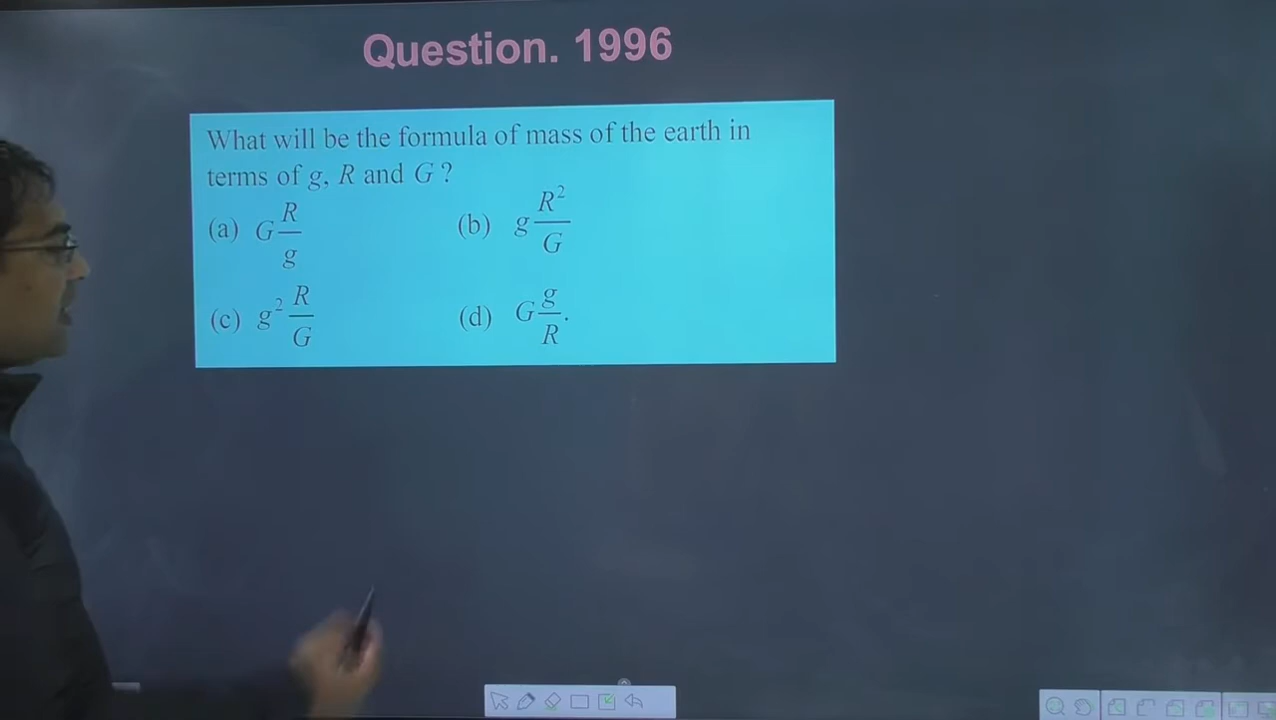 Question. 1996
What will be the formula of mass of the earth in
terms of g, R and G ?
(a) G R/g (b) g R²/G
(c) g² R/G (d) G g/R.